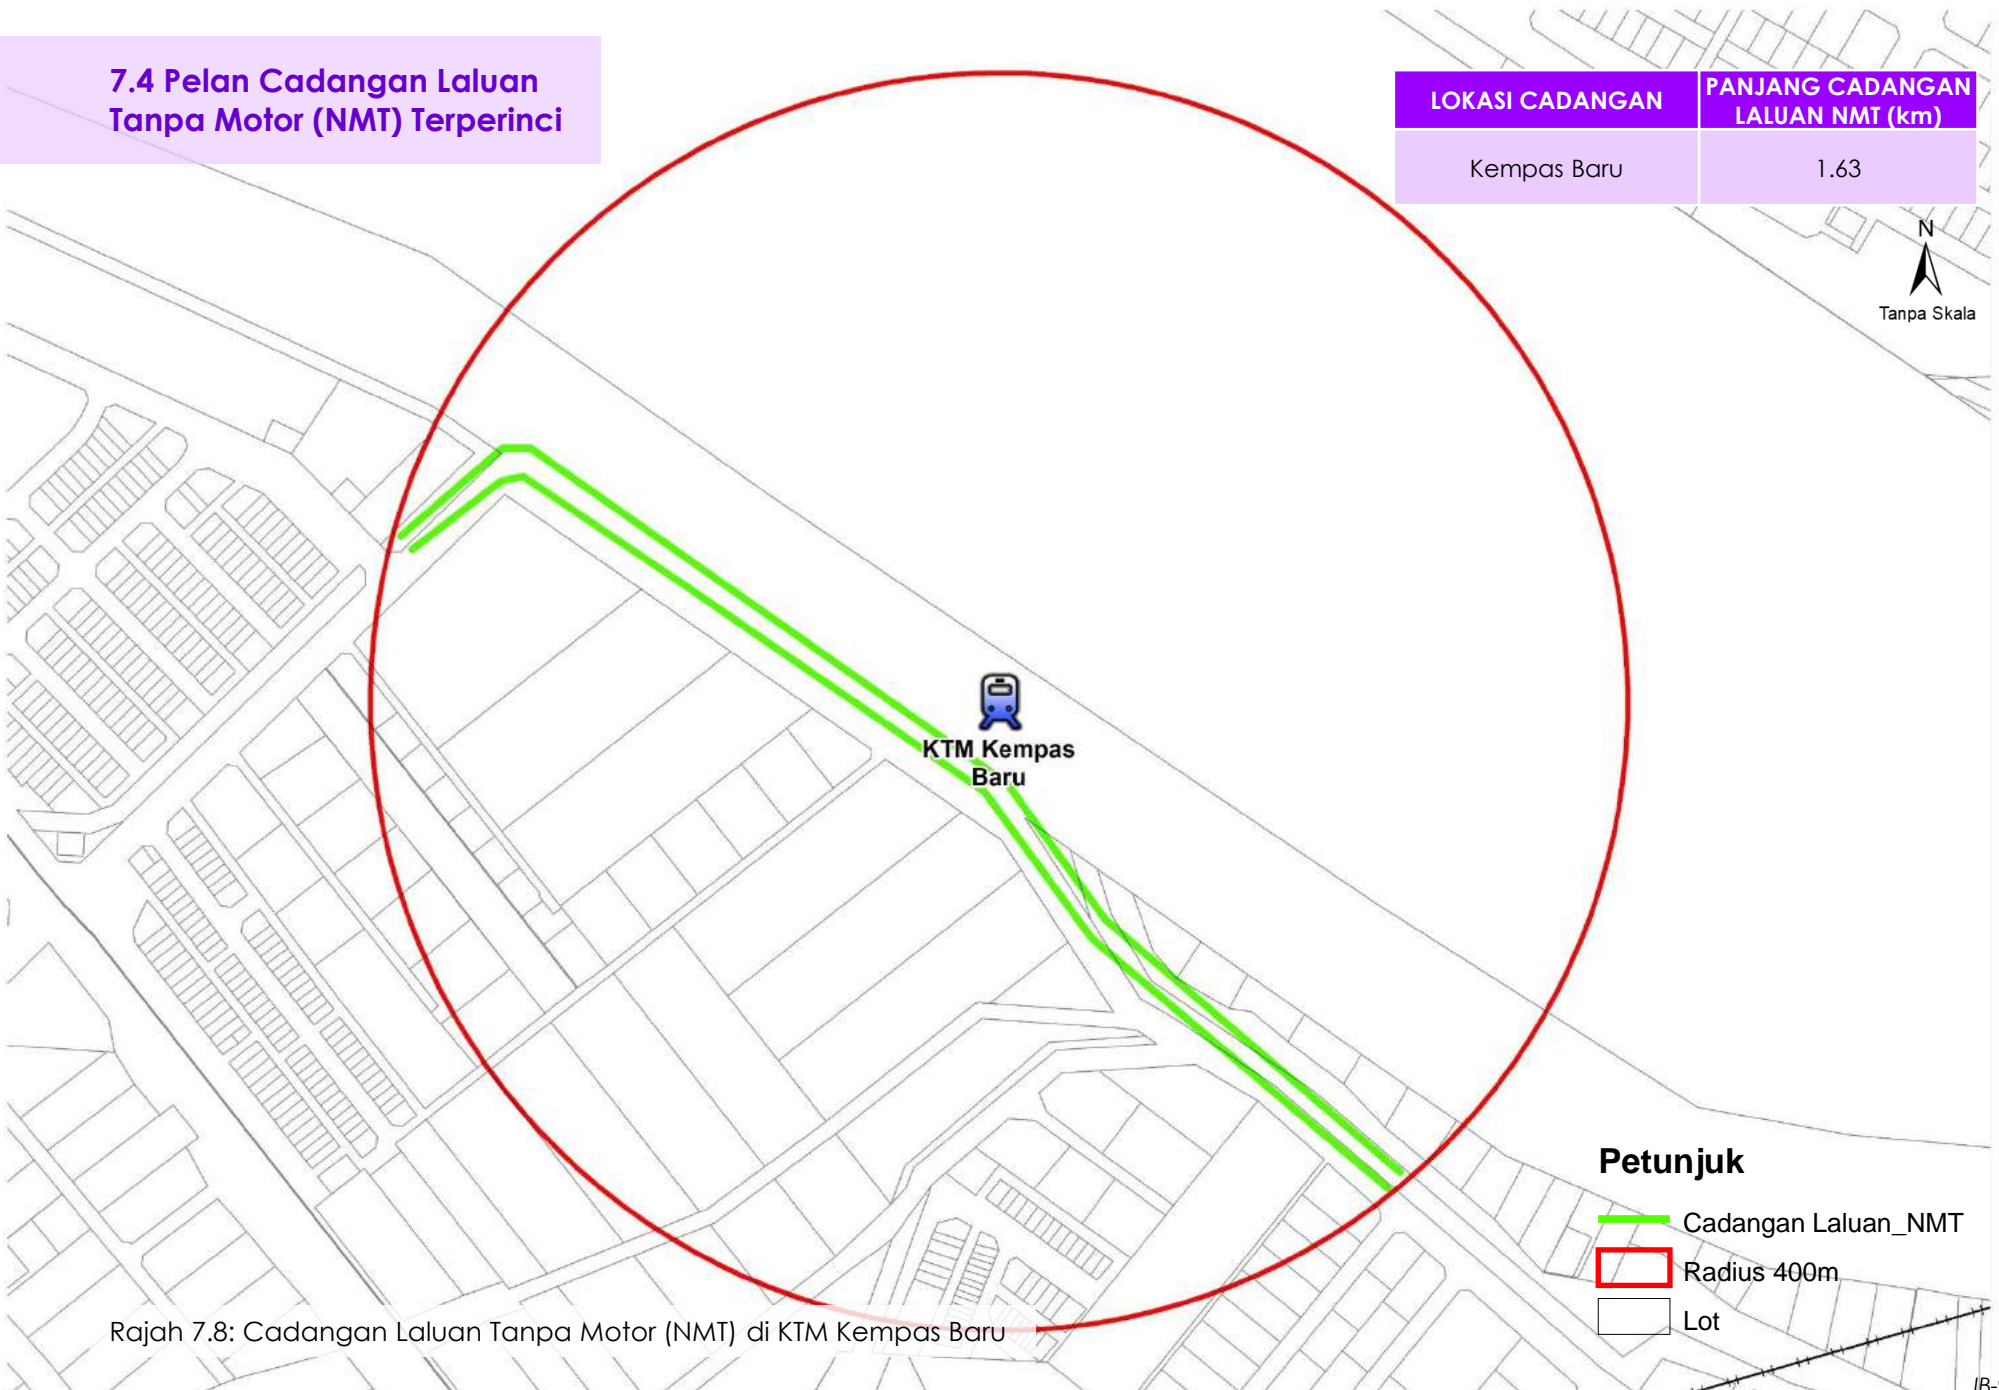 7.4 Pelan Cadangan Laluan
Tanpa Motor (NMT) Terperinci
LOKASI CADANGAN
PANJANG CADANGAN
LALUAN NMT (km)
Kempas Baru
1.63
N
Tanpa Skala
KTM Kempas
Baru
Petunjuk
Cadangan Laluan_NMT
Radius 400m
Lot
Rajah 7.8: Cadangan Laluan Tanpa Motor (NMT) di KTM Kempas Baru